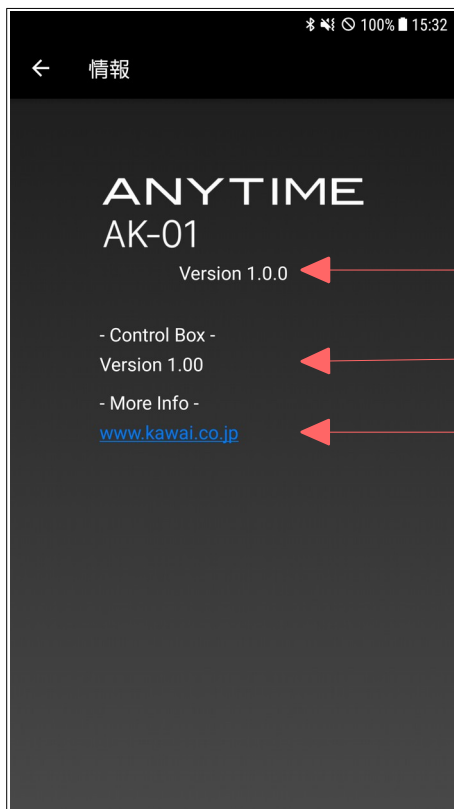 100% 15:32
情報
ANYTIME
AK-01
Version 1.0.0
- Control Box -
Version 1.00
- More Info -
www.kawai.co.jp